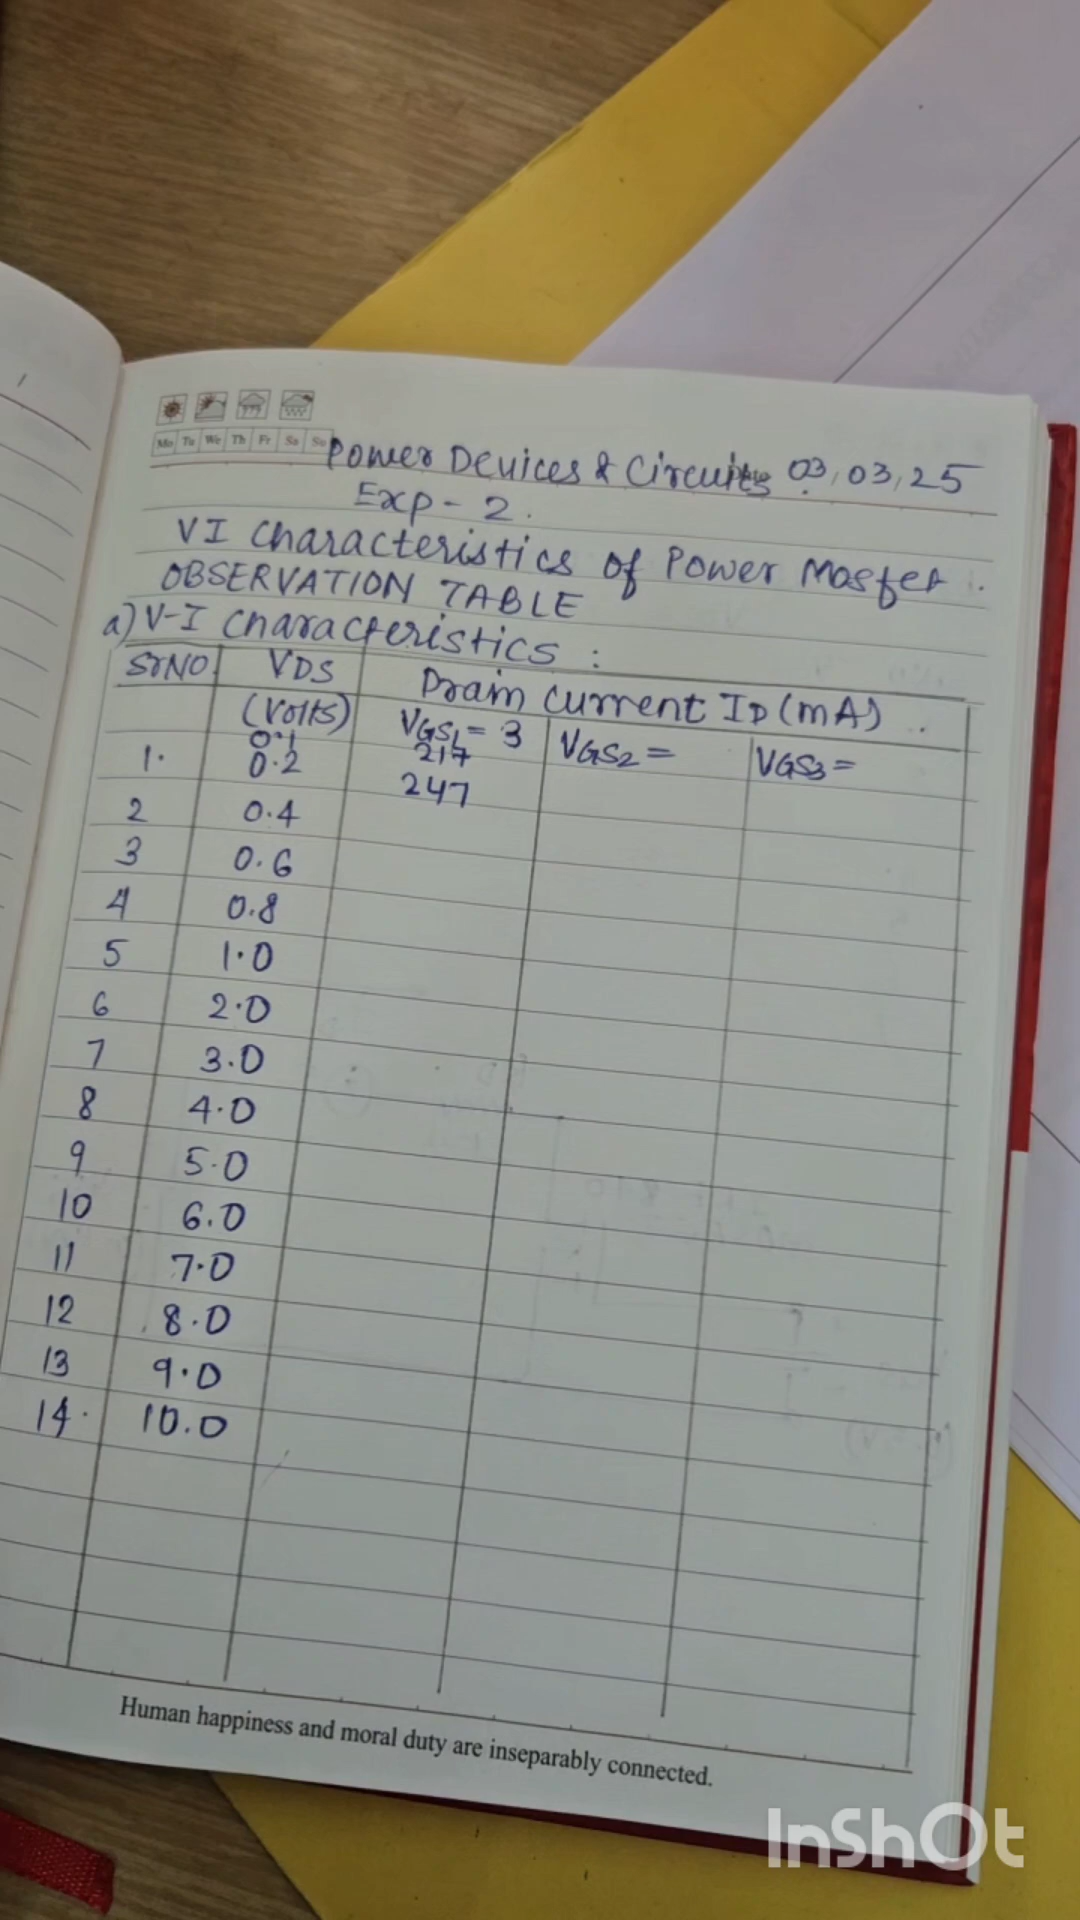 Mo Tu We Th Fr Sa Su
Power Devices & Circuits 03,03,25
Exp - 2.
VI Characteristics of Power Mosfet.
OBSERVATION TABLE
a) V-I Characteristics :
Sr No. VDS Drain Current ID (mA)
(Volts) VGS1 = 3 VGS2 = VGS3 =
0.1 217
1. 0.2 247
2 0.4
3 0.6
4 0.8
5 1.0
6 2.0
7 3.0
8 4.0
9 5.0
10 6.0
11 7.0
12 8.0
13 9.0
14. 10.0
Human happiness and moral duty are inseparably connected.
InShOt